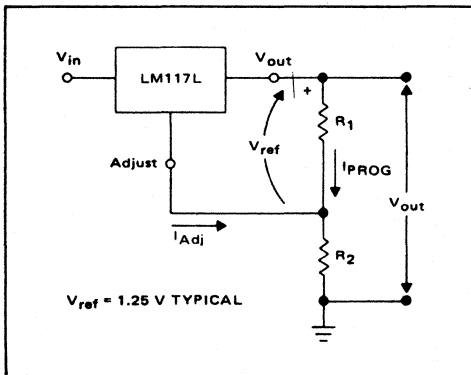 Vin
LM117L
Vout
+
R1
Vref
IPROG
Adjust
Vout
IAdj
R2
Vref = 1.25 V TYPICAL